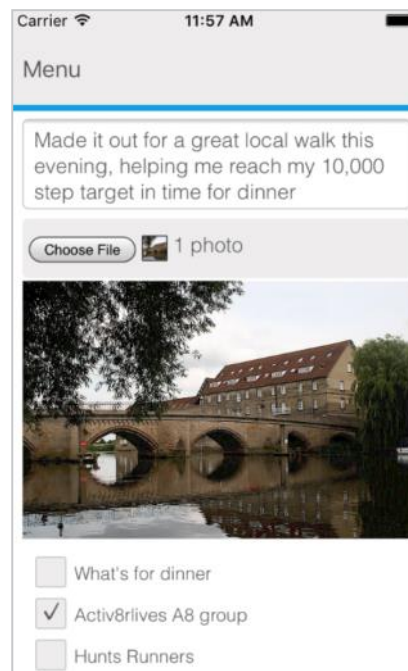 Carrier 11:57 AM
Menu
Made it out for a great local walk this
evening, helping me reach my 10,000
step target in time for dinner
Choose File 1 photo
What's for dinner
Activ8rlives A8 group
Hunts Runners